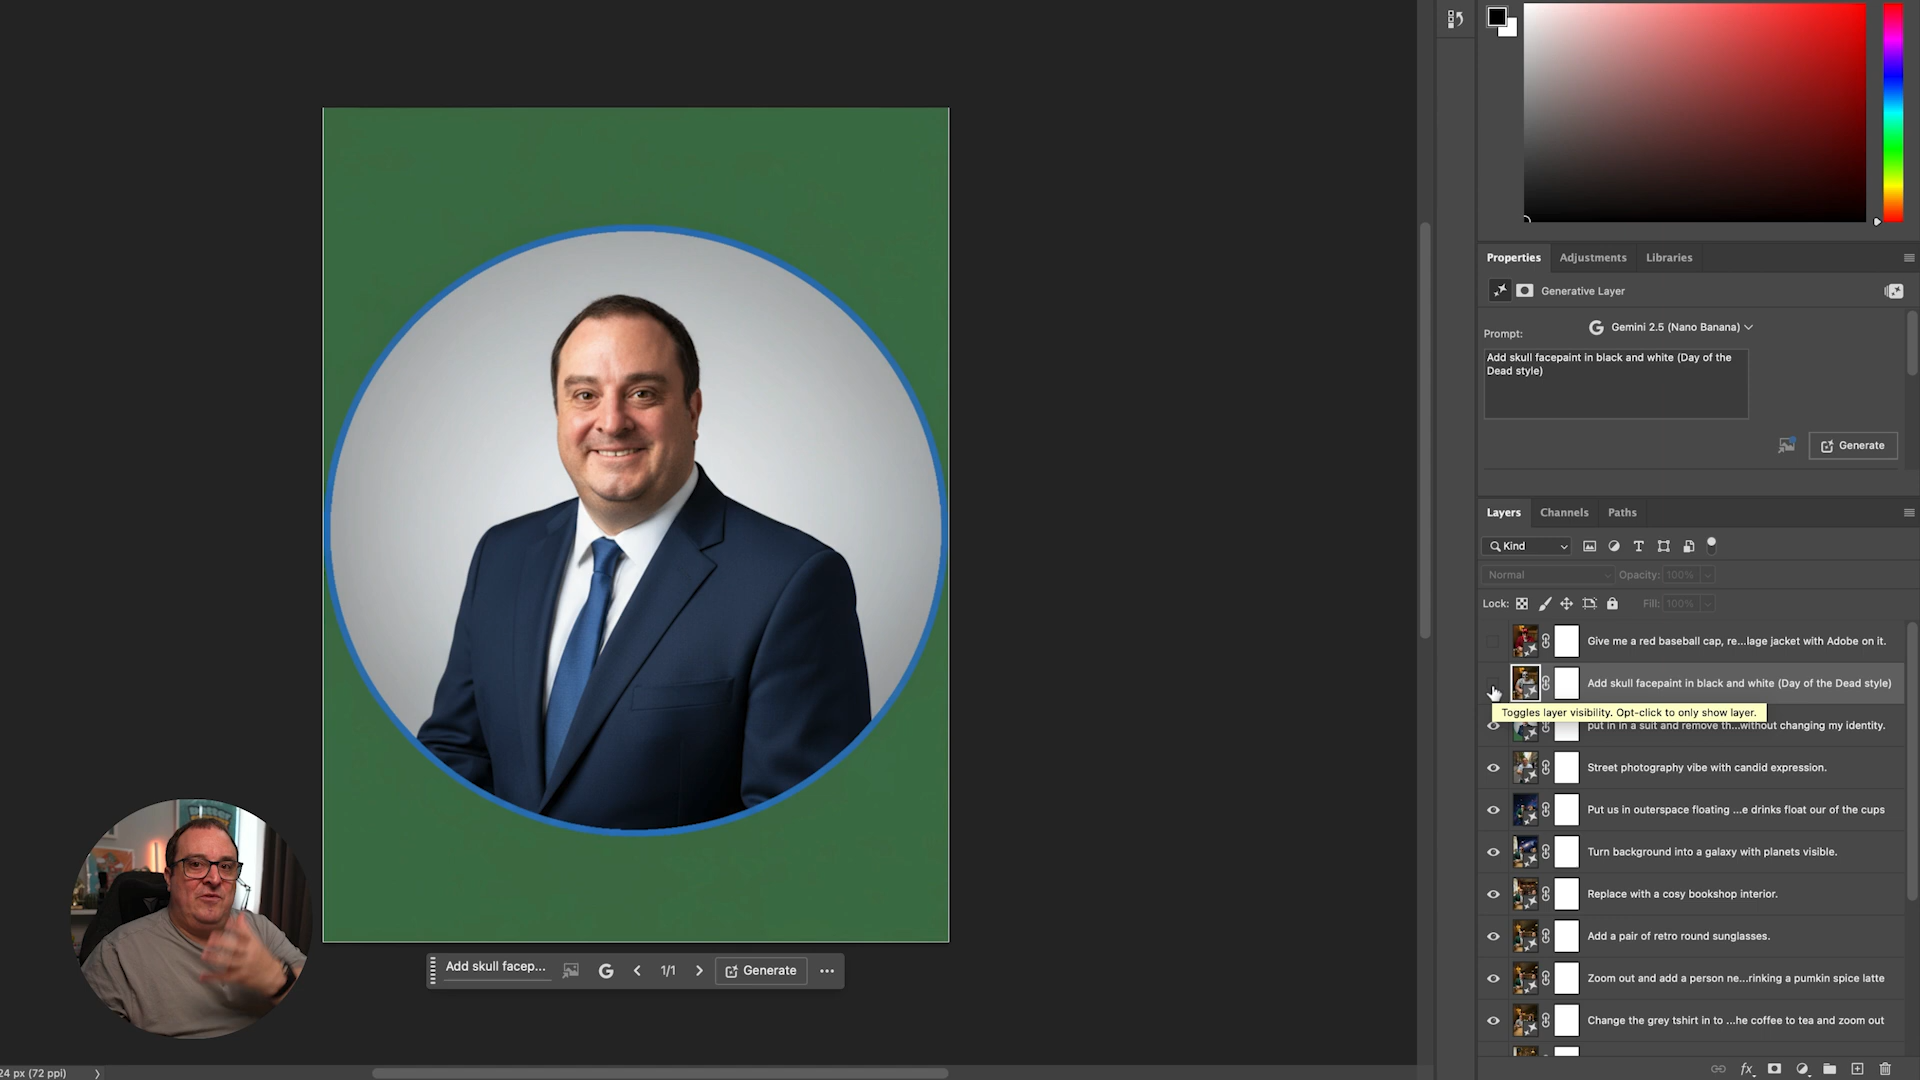 Properties
Adjustments
Libraries
Generative Layer
Prompt:
Gemini 2.5 (Nano Banana)
Add skull facepaint in black and white (Day of the
Dead style)
Generate
Layers
Channels
Paths
Kind
Normal
Opacity: 100%
Lock:
Fill: 100%
Give me a red baseball cap, re...lage jacket with Adobe on it.
Add skull facepaint in black and white (Day of the Dead style)
Toggles layer visibility. Opt-click to only show layer.
put in in a suit and remove th...without changing my identity.
Street photography vibe with candid expression.
Put us in outerspace floating ...e drinks float our of the cups
Turn background into a galaxy with planets visible.
Replace with a cosy bookshop interior.
Add a pair of retro round sunglasses.
Zoom out and add a person ne...rinking a pumkin spice latte
Change the grey tshirt in to ...he coffee to tea and zoom out
Add skull facep...
G
1/1
Generate
24 px (72 ppi)
fx